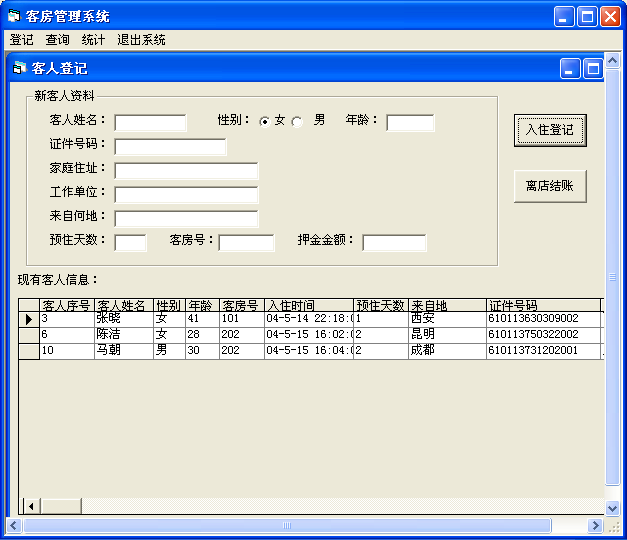 客房管理系统
登记 查询 统计 退出系统
客人登记
新客人资料
客人姓名： 性别： 女 男 年龄：
入住登记
证件号码：
家庭住址：
离店结账
工作单位：
来自何地：
预住天数： 客房号： 押金金额：
现有客人信息：
客人序号 客人姓名 性别 年龄 客房号 入住时间 预住天数 来自地 证件号码
3 张晓 女 41 101 04-5-14 22:18:0 1 西安 610113630309002
6 陈洁 女 28 202 04-5-15 16:02:0 2 昆明 610113750322002
10 马朝 男 30 202 04-5-15 16:04:0 2 成都 610113731202001